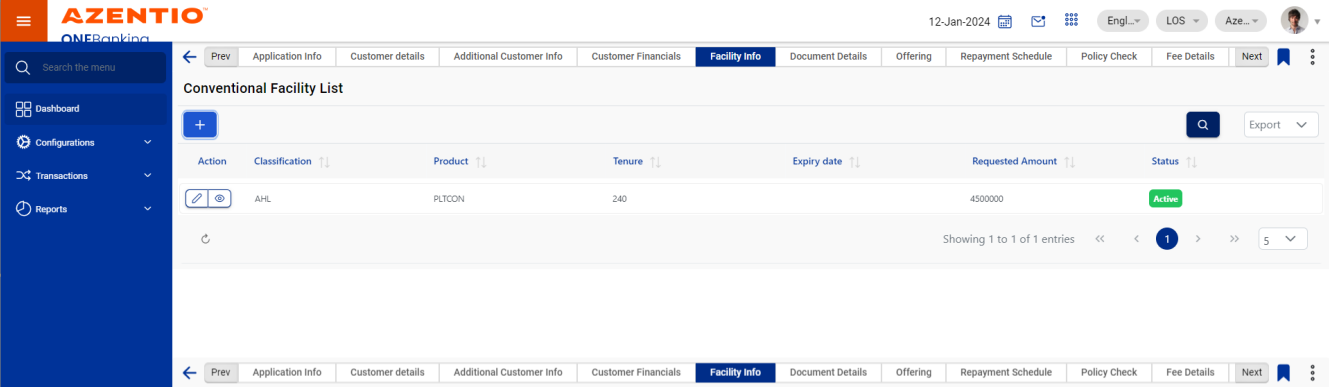 AZENTIO™
12-Jan-2024 Engl... LOS Aze...
ONEBanking
Search the menu
Dashboard
Configurations
Transactions
Reports
Prev Application Info Customer details Additional Customer Info Customer Financials Facility Info Document Details Offering Repayment Schedule Policy Check Fee Details Next
Conventional Facility List
+
Export
Action Classification Product Tenure Expiry date Requested Amount Status
AHL PLTCON 240 4500000 Active
Showing 1 to 1 of 1 entries << < 1 > >> 5
Prev Application Info Customer details Additional Customer Info Customer Financials Facility Info Document Details Offering Repayment Schedule Policy Check Fee Details Next